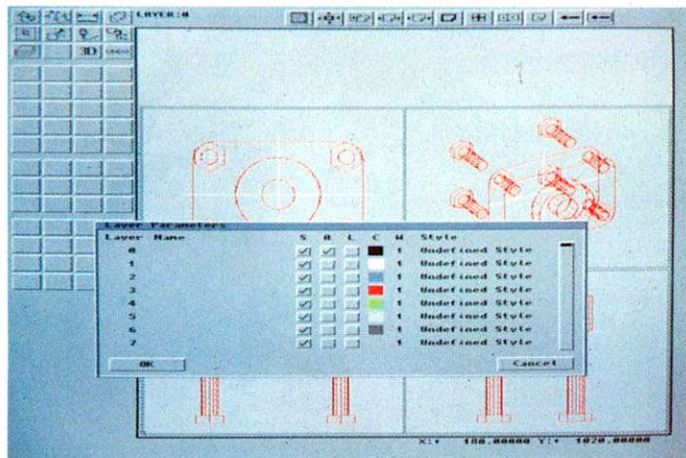 LAYER:0
3D
Layer Parameters
Layer Name S A L C W Style
0 1 Undefined Style
1 1 Undefined Style
2 1 Undefined Style
3 1 Undefined Style
4 1 Undefined Style
5 1 Undefined Style
6 1 Undefined Style
7 1 Undefined Style
OK Cancel
X:+ 180.00000 Y:+ 1020.00000